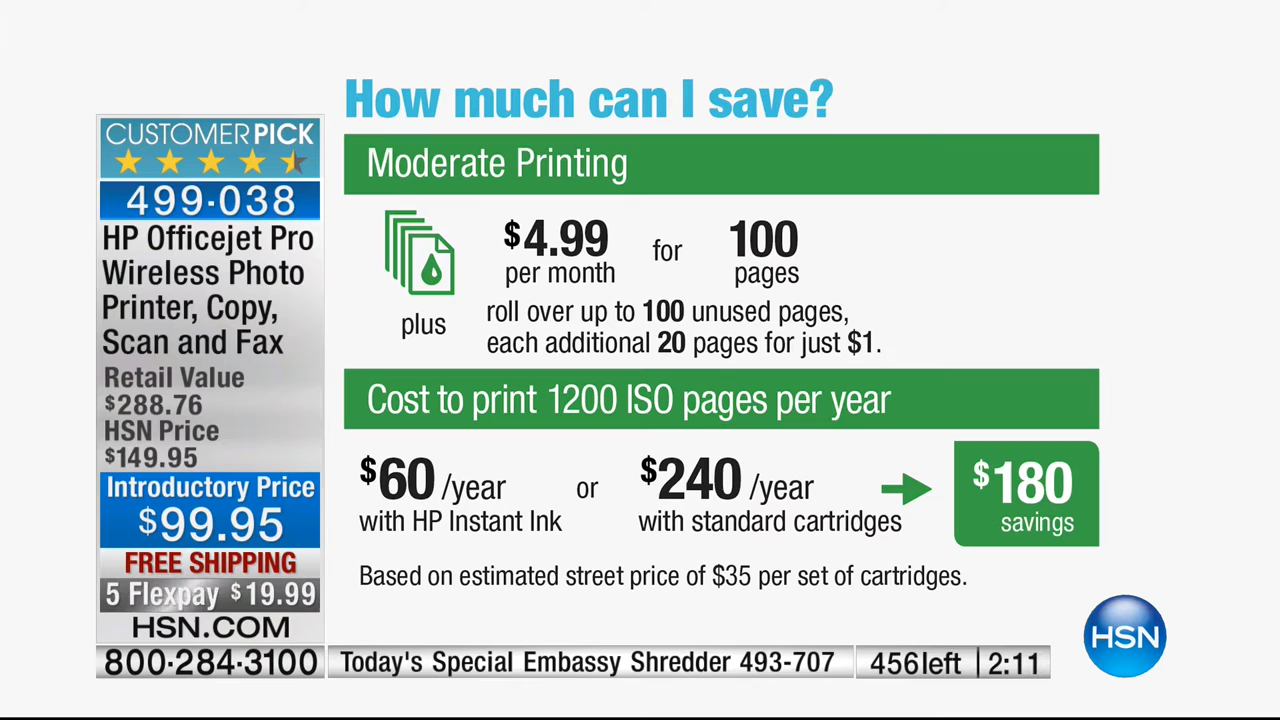 How much can I save?
CUSTOMER PICK
499-038
HP Officejet Pro
Wireless Photo
Printer, Copy,
Scan and Fax
Retail Value
$288.76
HSN Price
$149.95
Introductory Price
$99.95
FREE SHIPPING
5 Flexpay $19.99
HSN.COM
800-284-3100
Moderate Printing
$4.99 for 100
per month pages
plus
roll over up to 100 unused pages,
each additional 20 pages for just $1.
Cost to print 1200 ISO pages per year
$60 /year or $240 /year $180
with HP Instant Ink with standard cartridges savings
Based on estimated street price of $35 per set of cartridges.
HSN
Today's Special Embassy Shredder 493-707
456 left | 2:11